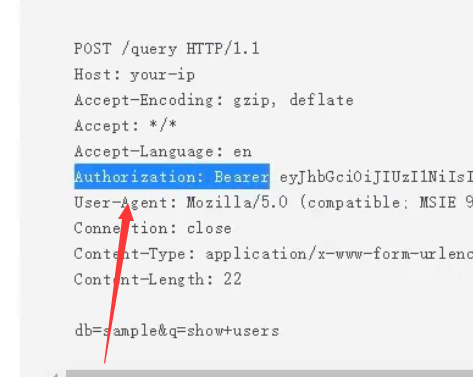 POST /query HTTP/1.1
Host: your-ip
Accept-Encoding: gzip, deflate
Accept: */*
Accept-Language: en
Authorization: Bearer eyJhbGciOiJIUzI1NiIsI
User-Agent: Mozilla/5.0 (compatible; MSIE 9
Connection: close
Content-Type: application/x-www-form-urlenc
Content-Length: 22
db=sample&q=show+users